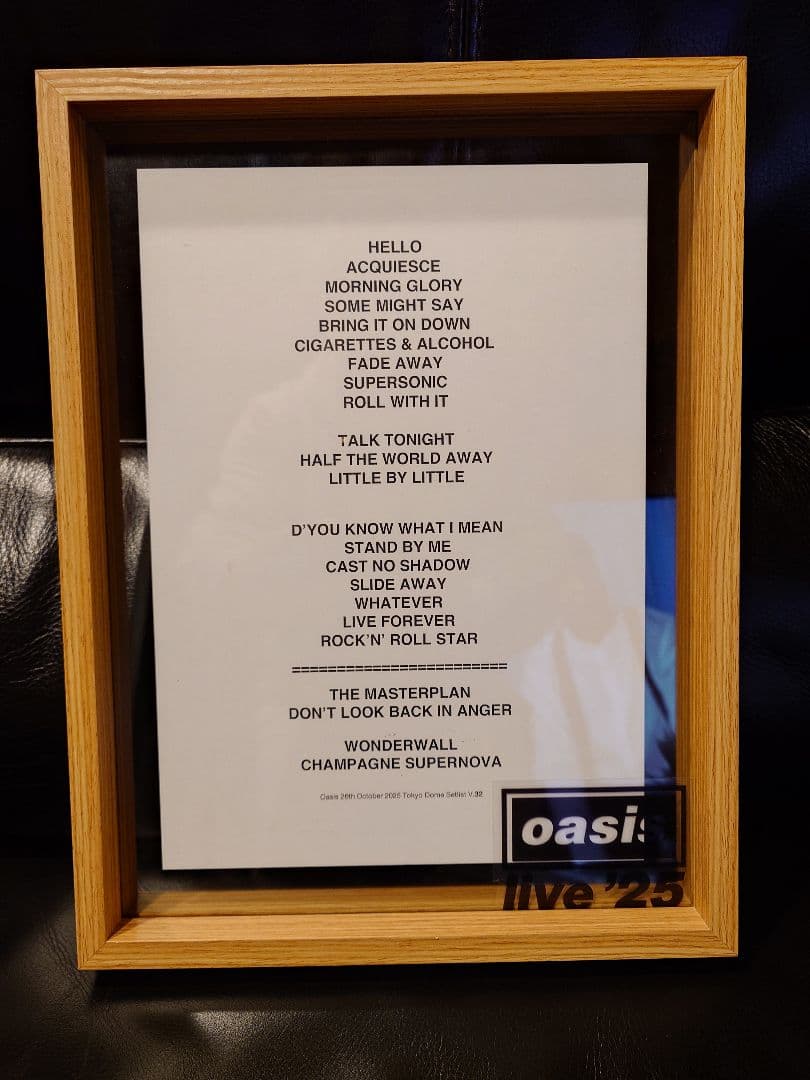 HELLO
ACQUIESCE
MORNING GLORY
SOME MIGHT SAY
BRING IT ON DOWN
CIGARETTES & ALCOHOL
FADE AWAY
SUPERSONIC
ROLL WITH IT
TALK TONIGHT
HALF THE WORLD AWAY
LITTLE BY LITTLE
D'YOU KNOW WHAT I MEAN
STAND BY ME
CAST NO SHADOW
SLIDE AWAY
WHATEVER
LIVE FOREVER
ROCK'N' ROLL STAR
========================
THE MASTERPLAN
DON'T LOOK BACK IN ANGER
WONDERWALL
CHAMPAGNE SUPERNOVA
Oasis 26th October 2025 Tokyo Dome Setlist V.32
oasis
live '25